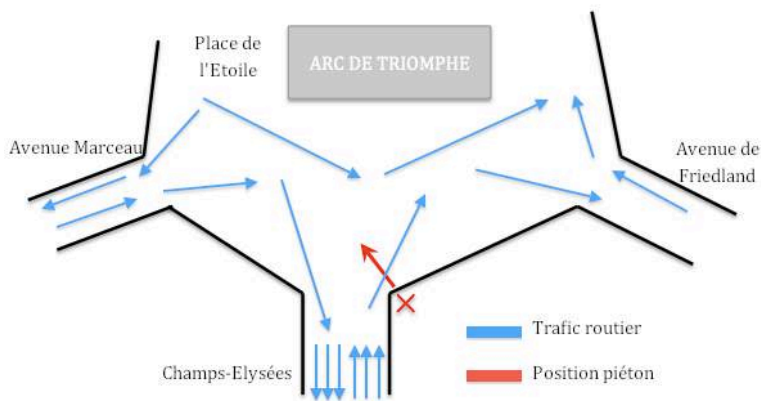 Place de
l'Etoile
ARC DE TRIOMPHE
Avenue Marceau
Avenue de
Friedland
Champs-Elysées
Trafic routier
Position piéton